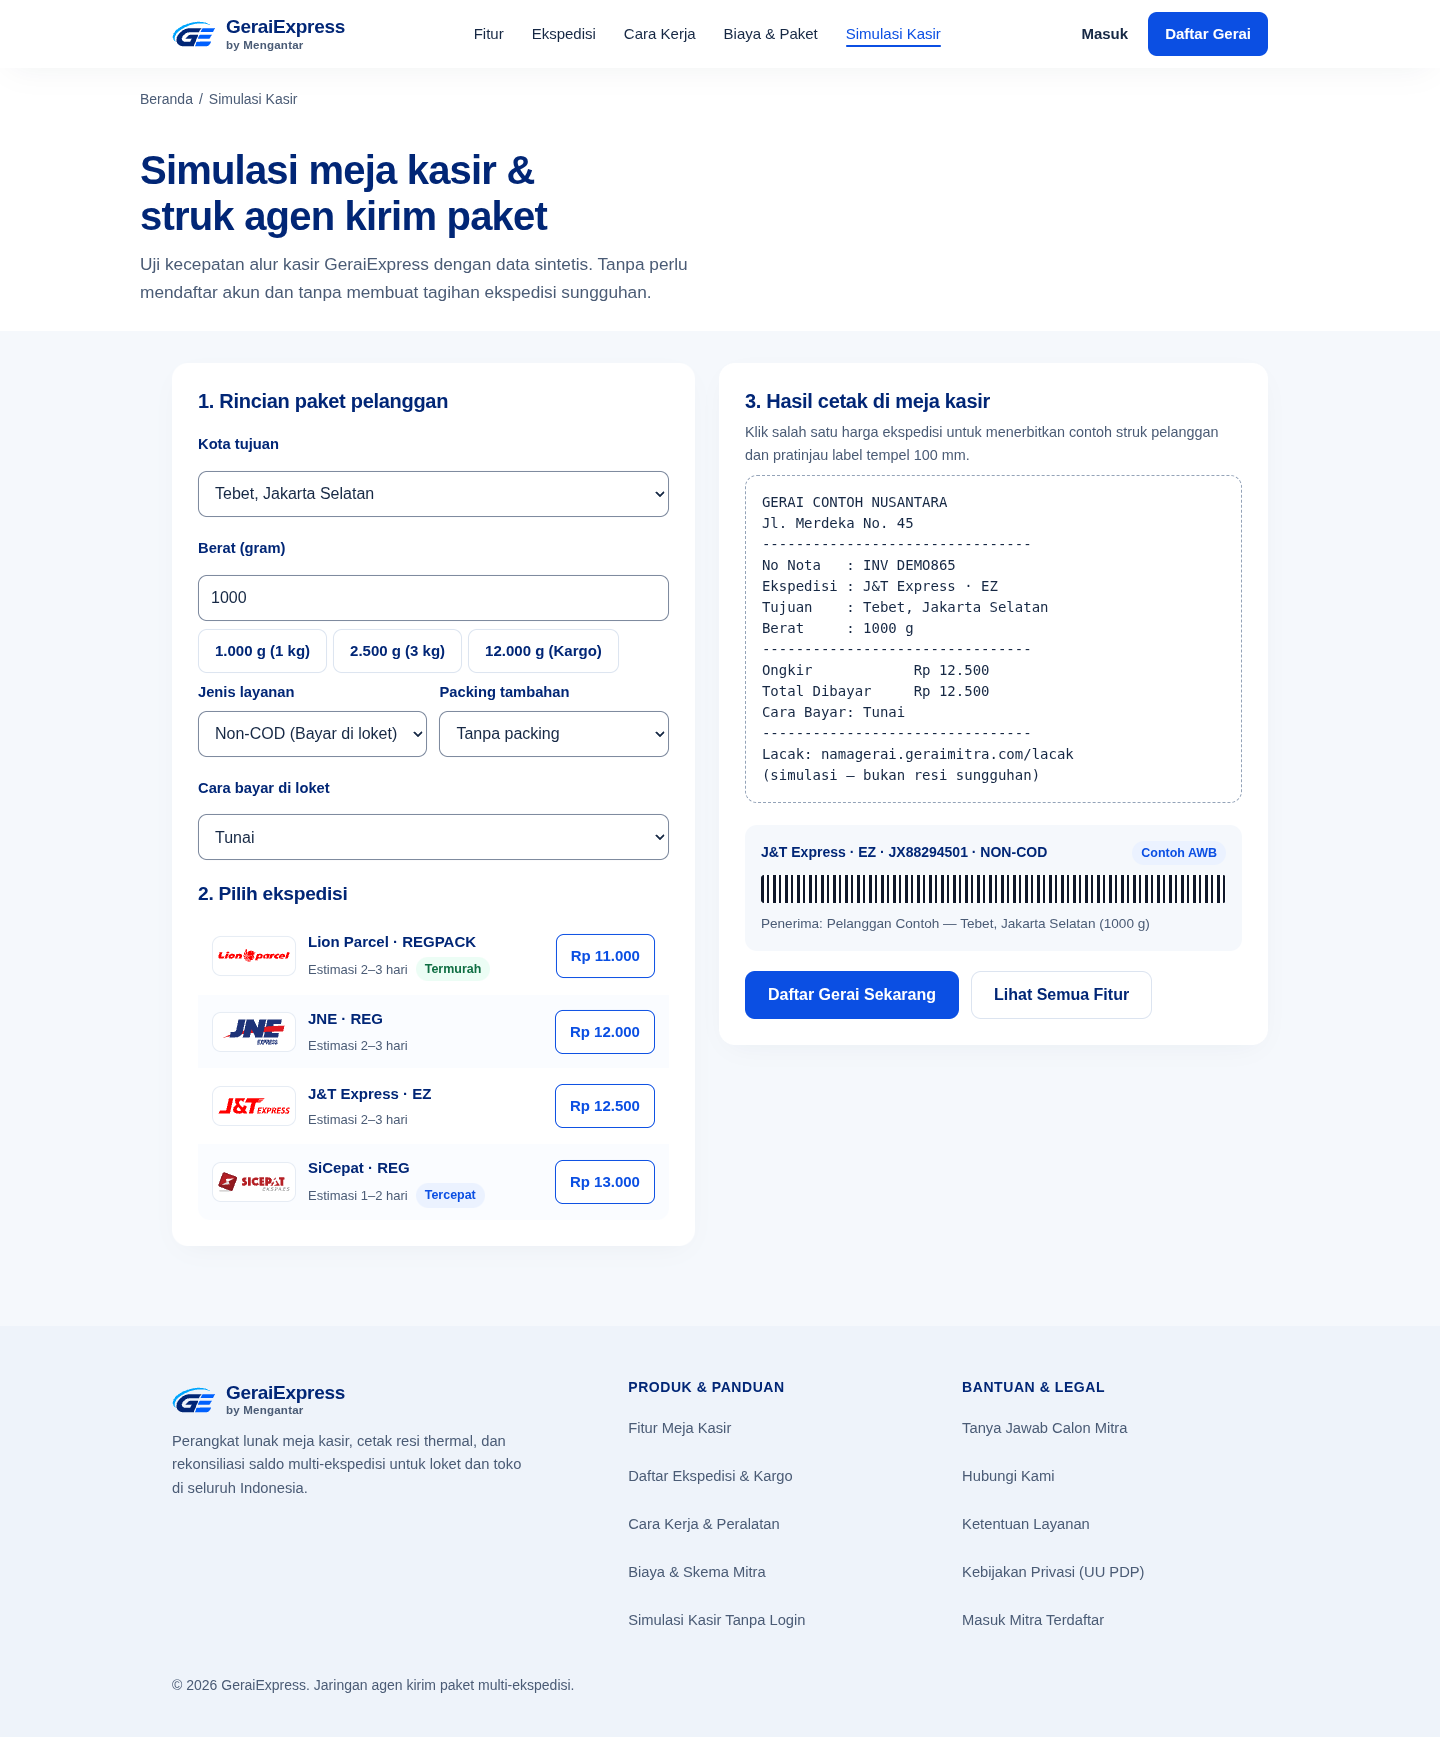 GeraiExpress
by Mengantar
Fitur
Ekspedisi
Cara Kerja
Biaya & Paket
Simulasi Kasir
Masuk
Daftar Gerai
Beranda / Simulasi Kasir
Simulasi meja kasir &
struk agen kirim paket
Uji kecepatan alur kasir GeraiExpress dengan data sintetis. Tanpa perlu
mendaftar akun dan tanpa membuat tagihan ekspedisi sungguhan.
1. Rincian paket pelanggan
Kota tujuan
Tebet, Jakarta Selatan
Berat (gram)
1000
1.000 g (1 kg)
2.500 g (3 kg)
12.000 g (Kargo)
Jenis layanan
Packing tambahan
Non-COD (Bayar di loket)
Tanpa packing
Cara bayar di loket
Tunai
2. Pilih ekspedisi
Lion parcel
Lion Parcel · REGPACK
Estimasi 2–3 hari
Termurah
Rp 11.000
JNE
EXPRESS
JNE · REG
Estimasi 2–3 hari
Rp 12.000
J&T EXPRESS
J&T Express · EZ
Estimasi 2–3 hari
Rp 12.500
SICEPAT
EKSPRES
SiCepat · REG
Estimasi 1–2 hari
Tercepat
Rp 13.000
3. Hasil cetak di meja kasir
Klik salah satu harga ekspedisi untuk menerbitkan contoh struk pelanggan
dan pratinjau label tempel 100 mm.
GERAI CONTOH NUSANTARA
Jl. Merdeka No. 45
--------------------------------
No Nota   : INV DEMO865
Ekspedisi : J&T Express · EZ
Tujuan    : Tebet, Jakarta Selatan
Berat     : 1000 g
--------------------------------
Ongkir            Rp 12.500
Total Dibayar     Rp 12.500
Cara Bayar: Tunai
--------------------------------
Lacak: namagerai.geraimitra.com/lacak
(simulasi — bukan resi sungguhan)
J&T Express · EZ · JX88294501 · NON-COD
Contoh AWB
Penerima: Pelanggan Contoh — Tebet, Jakarta Selatan (1000 g)
Daftar Gerai Sekarang
Lihat Semua Fitur
GeraiExpress
by Mengantar
Perangkat lunak meja kasir, cetak resi thermal, dan
rekonsiliasi saldo multi-ekspedisi untuk loket dan toko
di seluruh Indonesia.
PRODUK & PANDUAN
Fitur Meja Kasir
Daftar Ekspedisi & Kargo
Cara Kerja & Peralatan
Biaya & Skema Mitra
Simulasi Kasir Tanpa Login
BANTUAN & LEGAL
Tanya Jawab Calon Mitra
Hubungi Kami
Ketentuan Layanan
Kebijakan Privasi (UU PDP)
Masuk Mitra Terdaftar
© 2026 GeraiExpress. Jaringan agen kirim paket multi-ekspedisi.